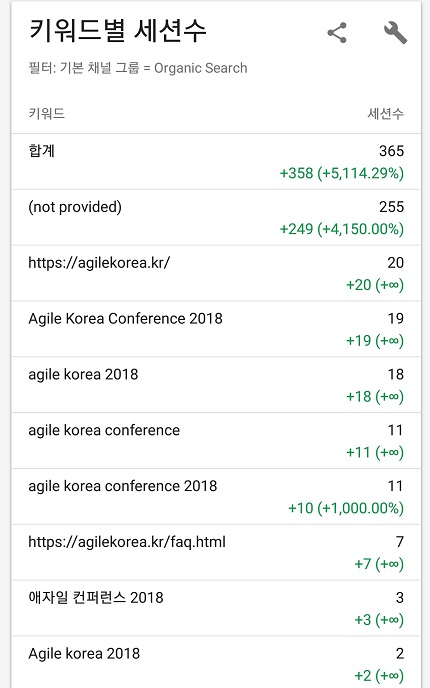 키워드별 세션수
필터: 기본 채널 그룹 = Organic Search
키워드 세션수
합계 365
+358 (+5,114.29%)
(not provided) 255
+249 (+4,150.00%)
https://agilekorea.kr/ 20
+20 (+∞)
Agile Korea Conference 2018 19
+19 (+∞)
agile korea 2018 18
+18 (+∞)
agile korea conference 11
+11 (+∞)
agile korea conference 2018 11
+10 (+1,000.00%)
https://agilekorea.kr/faq.html 7
+7 (+∞)
애자일 컨퍼런스 2018 3
+3 (+∞)
Agile korea 2018 2
+2 (+∞)